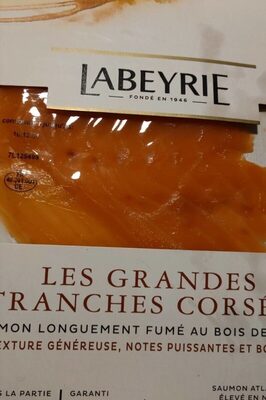 LABEYRIE
FONDÉ EN 1946
LES GRANDES
TRANCHES CORSÉ
MON LONGUEMENT FUMÉ AU BOIS DE
EXTURE GÉNÉREUSE, NOTES PUISSANTES ET BO
LA PARTIE
GARANTI
SAUMON ATL
ÉLEVÉ EN N